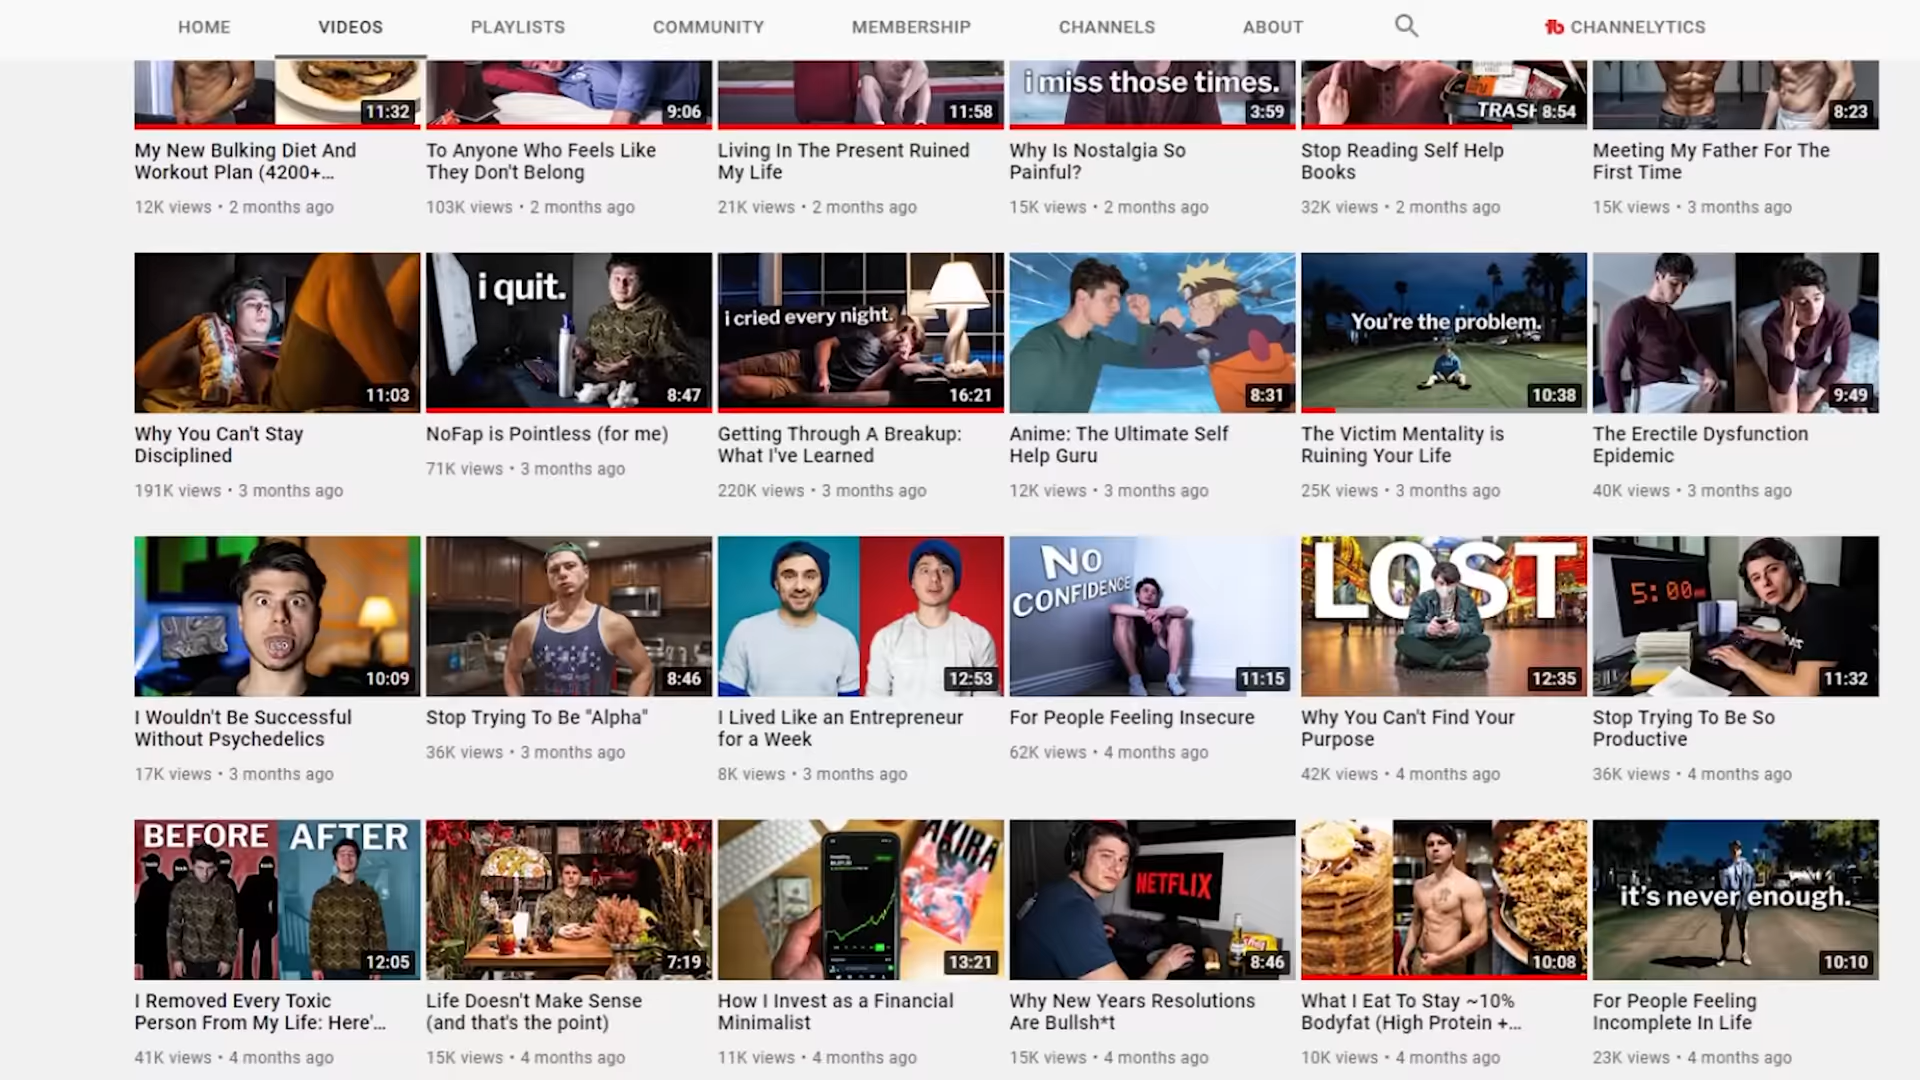 HOME VIDEOS PLAYLISTS COMMUNITY MEMBERSHIP CHANNELS ABOUT CHANNELYTICS
11:32
9:06
11:58
i miss those times.
3:59
TRASH 8:54
8:23
My New Bulking Diet And
Workout Plan (4200+...
12K views • 2 months ago
To Anyone Who Feels Like
They Don't Belong
103K views • 2 months ago
Living In The Present Ruined
My Life
21K views • 2 months ago
Why Is Nostalgia So
Painful?
15K views • 2 months ago
Stop Reading Self Help
Books
32K views • 2 months ago
Meeting My Father For The
First Time
15K views • 3 months ago
11:03
i quit.
8:47
i cried every night.
16:21
8:31
You're the problem.
10:38
9:49
Why You Can't Stay
Disciplined
191K views • 3 months ago
NoFap is Pointless (for me)
71K views • 3 months ago
Getting Through A Breakup:
What I've Learned
220K views • 3 months ago
Anime: The Ultimate Self
Help Guru
12K views • 3 months ago
The Victim Mentality is
Ruining Your Life
25K views • 3 months ago
The Erectile Dysfunction
Epidemic
40K views • 3 months ago
10:09
8:46
12:53
NO
CONFIDENCE
11:15
LOST
12:35
5:00
11:32
I Wouldn't Be Successful
Without Psychedelics
17K views • 3 months ago
Stop Trying To Be "Alpha"
36K views • 3 months ago
I Lived Like an Entrepreneur
for a Week
8K views • 3 months ago
For People Feeling Insecure
62K views • 4 months ago
Why You Can't Find Your
Purpose
42K views • 4 months ago
Stop Trying To Be So
Productive
36K views • 4 months ago
BEFORE AFTER
12:05
7:19
AKIRA
13:21
NETFLIX
8:46
10:08
it's never enough.
10:10
I Removed Every Toxic
Person From My Life: Here'...
41K views • 4 months ago
Life Doesn't Make Sense
(and that's the point)
15K views • 4 months ago
How I Invest as a Financial
Minimalist
11K views • 4 months ago
Why New Years Resolutions
Are Bullsh*t
15K views • 4 months ago
What I Eat To Stay ~10%
Bodyfat (High Protein +...
10K views • 4 months ago
For People Feeling
Incomplete In Life
23K views • 4 months ago